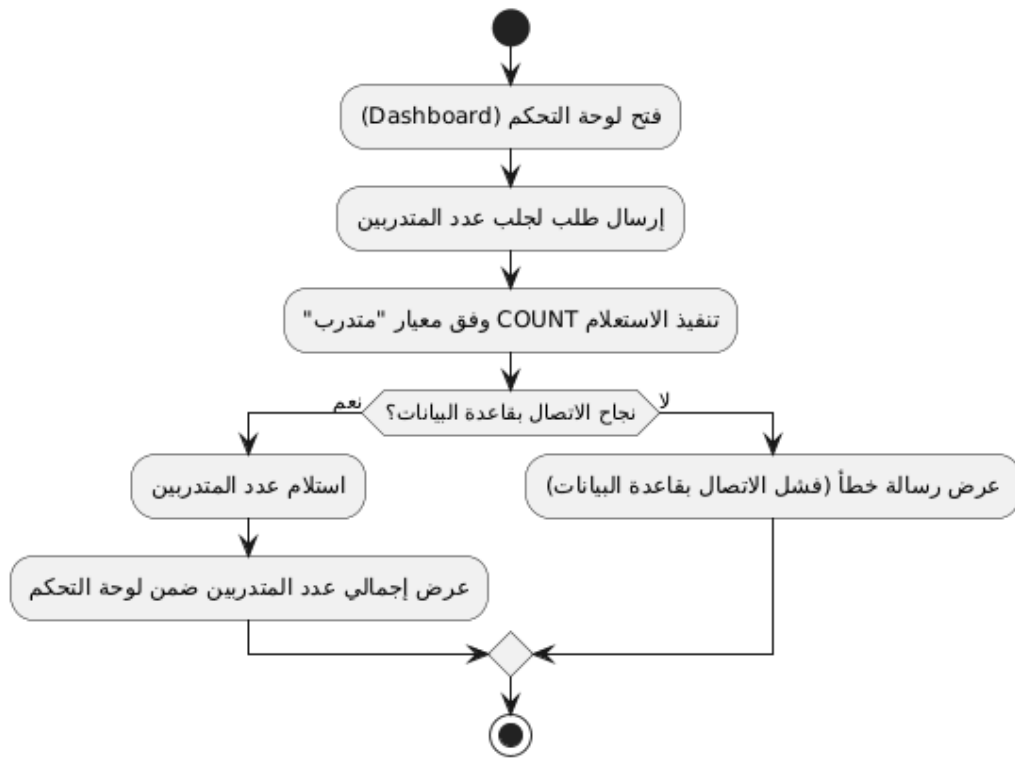 فتح لوحة التحكم (Dashboard)
إرسال طلب لجلب عدد المتدربين
تنفيذ الاستعلام COUNT وفق معيار "متدرب"
نجاح الاتصال بقاعدة البيانات؟
نعم
لا
استلام عدد المتدربين
عرض إجمالي عدد المتدربين ضمن لوحة التحكم
عرض رسالة خطأ (فشل الاتصال بقاعدة البيانات)